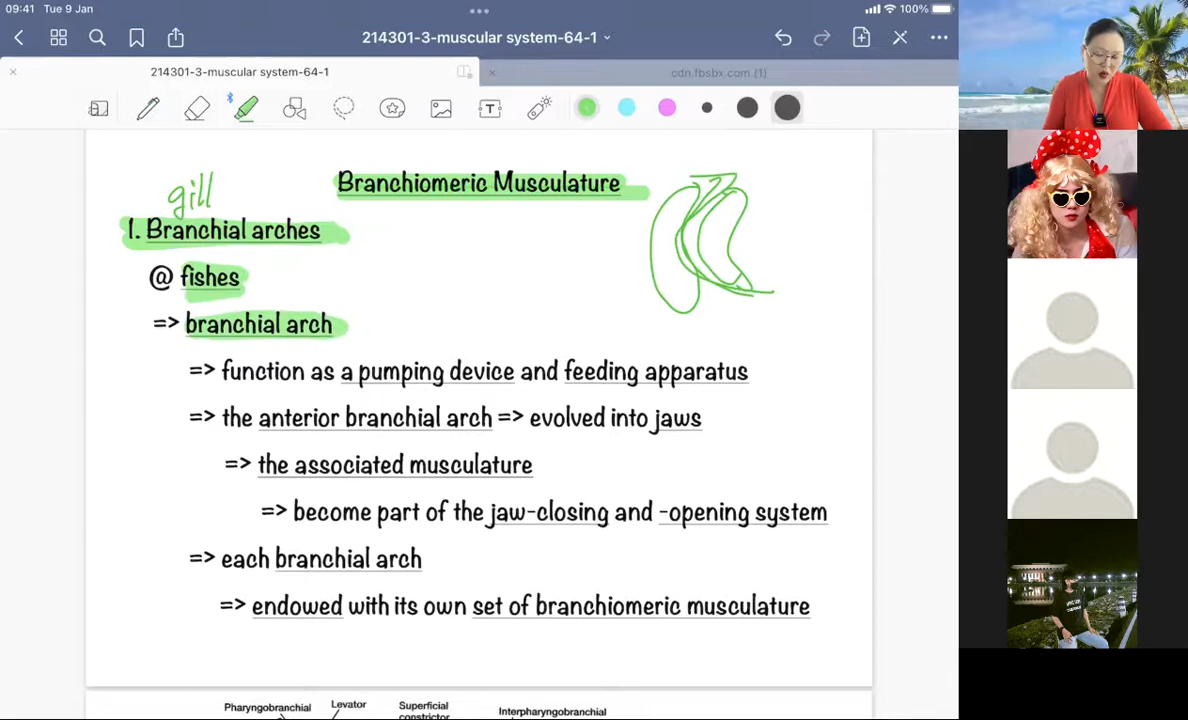 09:41 Tue 9 Jan
100%
214301-3-muscular system-64-1
214301-3-muscular system-64-1
cdn.fbsbx.com (1)
T
gill
Branchiomeric Musculature
1. Branchial arches
@ fishes
=> branchial arch
=> function as a pumping device and feeding apparatus
=> the anterior branchial arch => evolved into jaws
=> the associated musculature
=> become part of the jaw-closing and -opening system
=> each branchial arch
=> endowed with its own set of branchiomeric musculature
Pharyngobranchial Levator Superficial constrictor Interpharyngobranchial